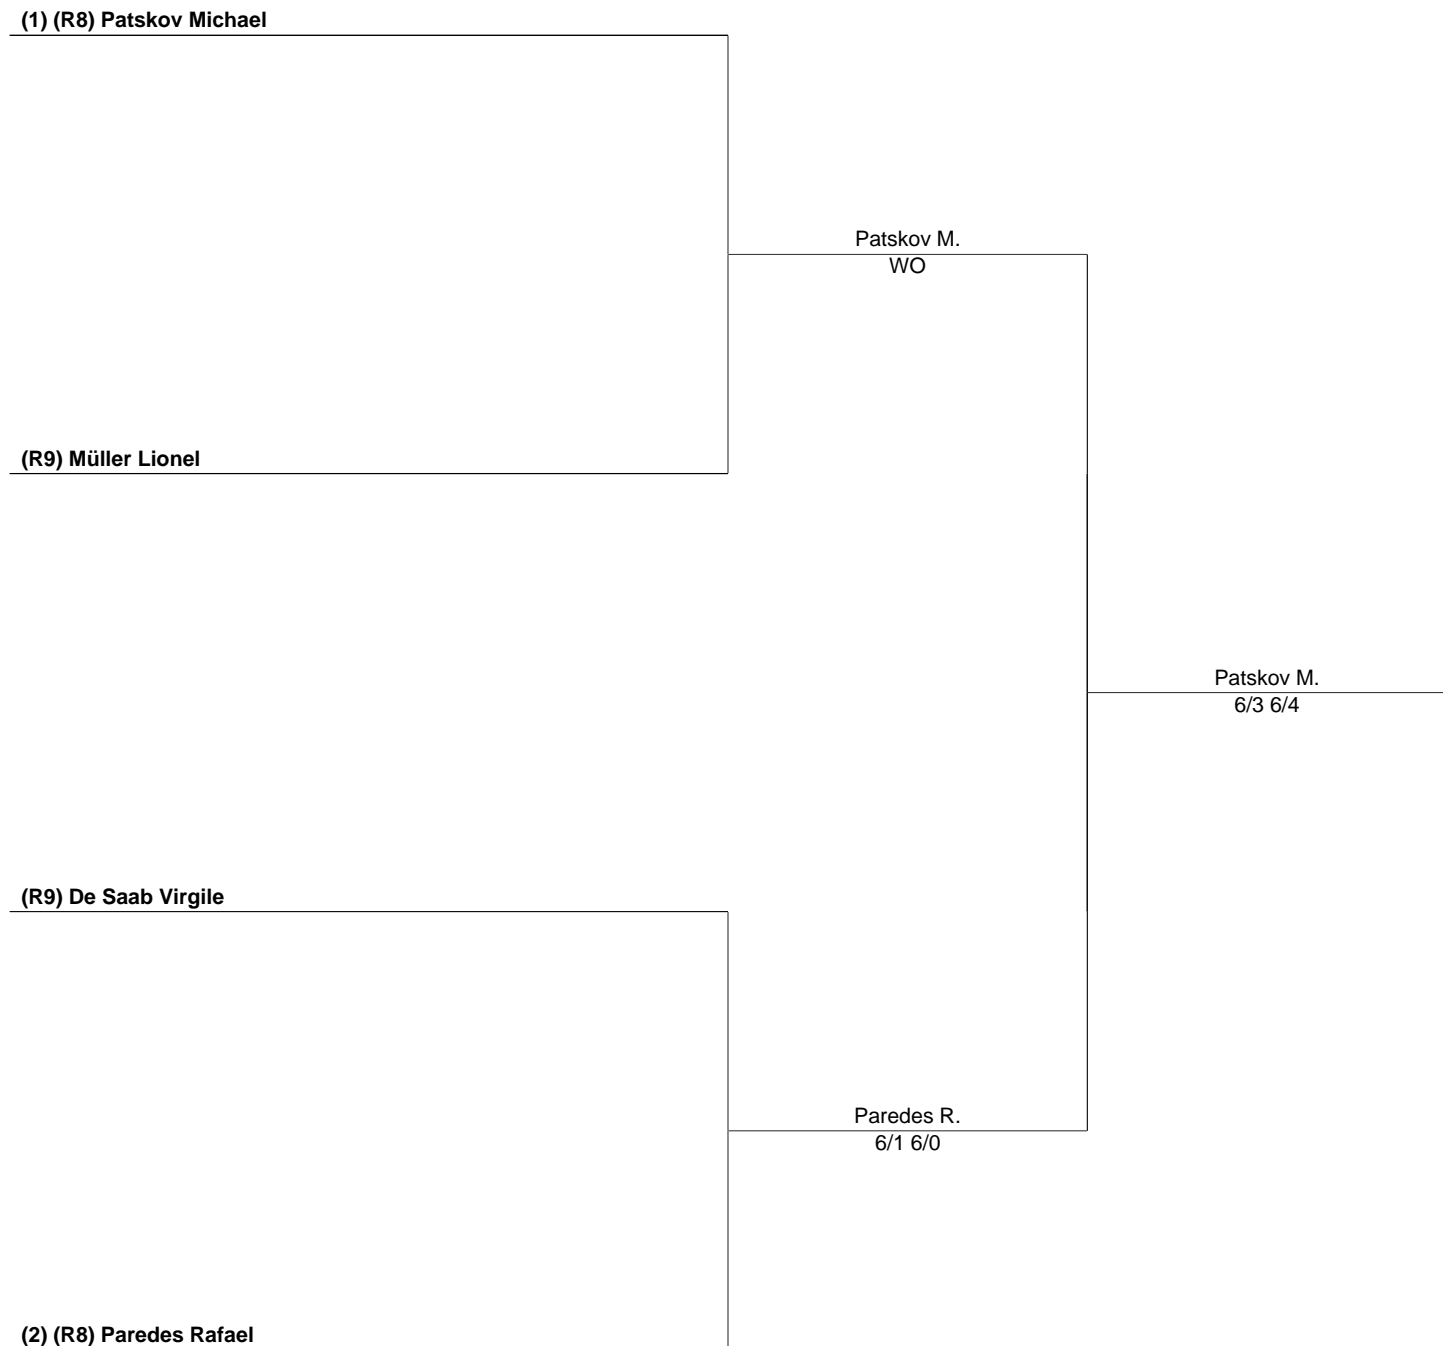 (1) (R8) Patskov Michael
Patskov M.
WO
(R9) Müller Lionel
Patskov M.
6/3 6/4
(R9) De Saab Virgile
Paredes R.
6/1 6/0
(2) (R8) Paredes Rafael